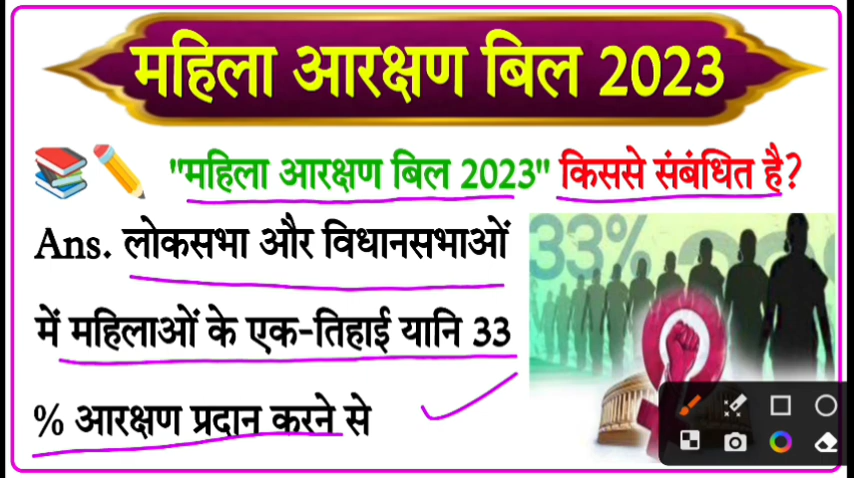 महिला आरक्षण बिल 2023
"महिला आरक्षण बिल 2023" किससे संबंधित है?
Ans. लोकसभा और विधानसभाओं
में महिलाओं के एक-तिहाई यानि 33
% आरक्षण प्रदान करने से
33%